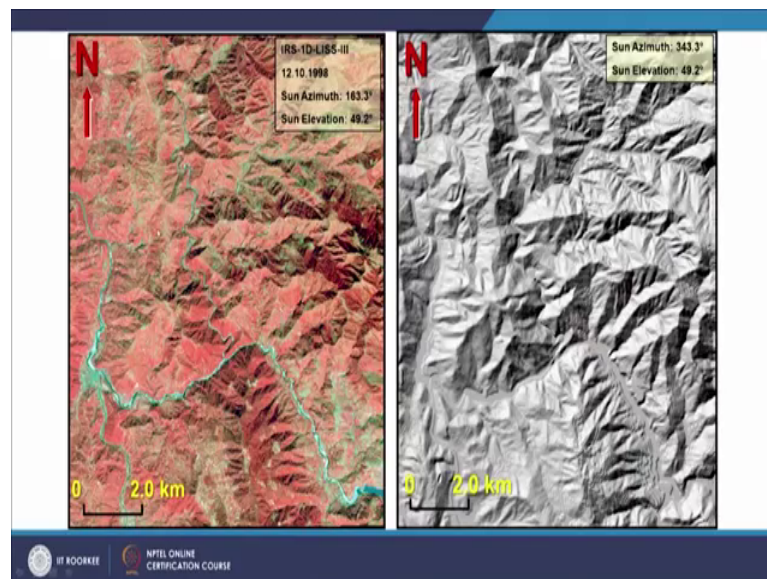 N
IRS-1D-LISS-III
12.10.1998
Sun Azimuth: 163.3°
Sun Elevation: 49.2°
0 2.0 km
N
Sun Azimuth: 343.3°
Sun Elevation: 49.2°
0 2.0 km
IIT ROORKEE
NPTEL ONLINE
CERTIFICATION COURSE